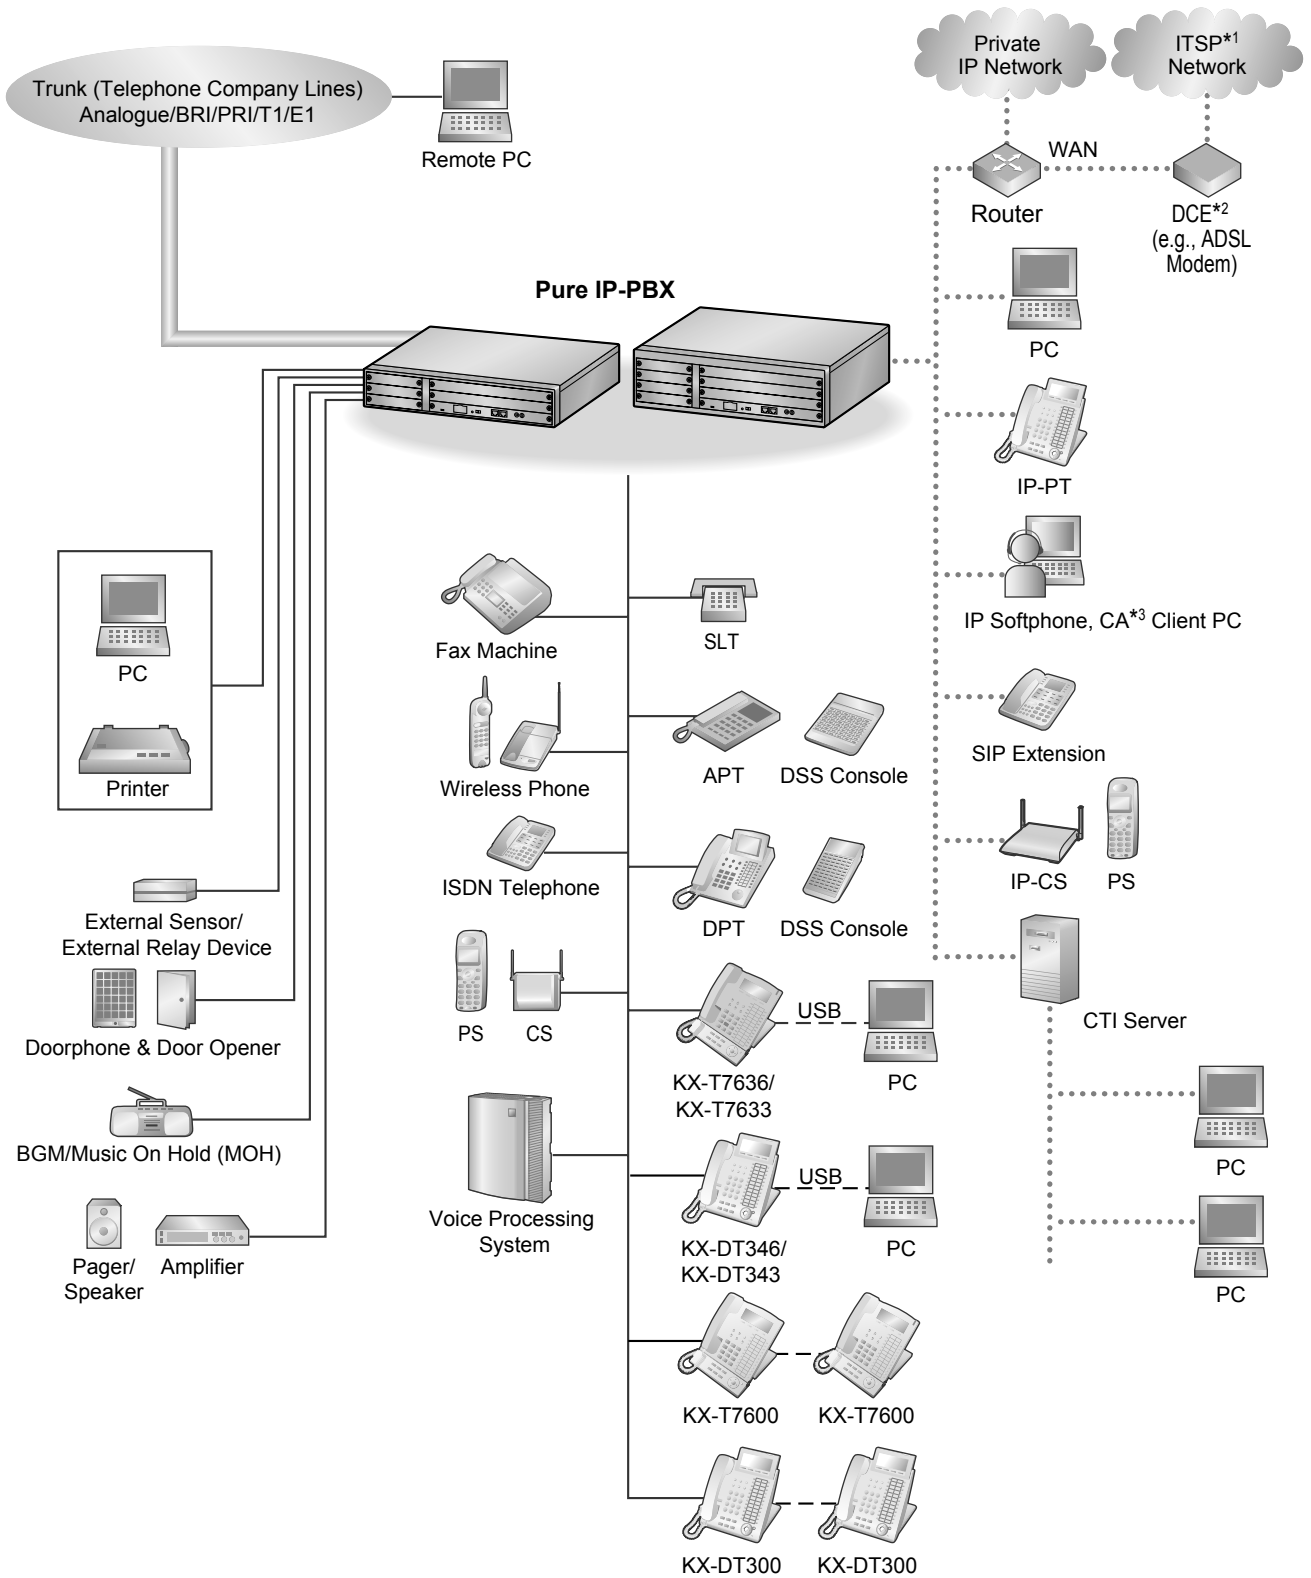 Trunk (Telephone Company Lines)
Analogue/BRI/PRI/T1/E1
Remote PC
Private
IP Network
ITSP*1
Network
WAN
Router
DCE*2
(e.g., ADSL
Modem)
Pure IP-PBX
PC
IP-PT
IP Softphone, CA*3 Client PC
SIP Extension
IP-CS
PS
CTI Server
PC
PC
PC
Printer
External Sensor/
External Relay Device
Doorphone & Door Opener
BGM/Music On Hold (MOH)
Pager/
Speaker
Amplifier
Fax Machine
Wireless Phone
ISDN Telephone
PS
CS
Voice Processing
System
SLT
APT
DSS Console
DPT
DSS Console
KX-T7636/
KX-T7633
USB
PC
KX-DT346/
KX-DT343
USB
PC
KX-T7600
KX-T7600
KX-DT300
KX-DT300